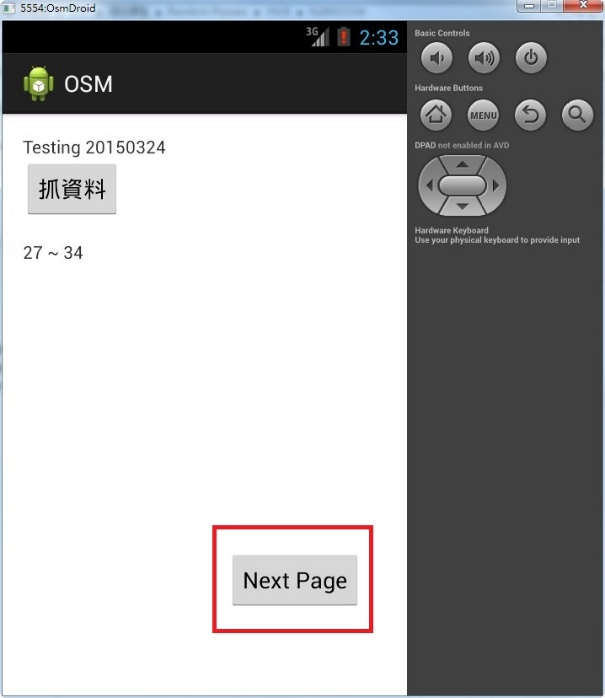 5554:OsmDroid
3G 2:33
OSM
Testing 20150324
抓資料
27 ~ 34
Next Page
Basic Controls
Hardware Buttons
MENU
DPAD not enabled in AVD
Hardware Keyboard
Use your physical keyboard to provide input